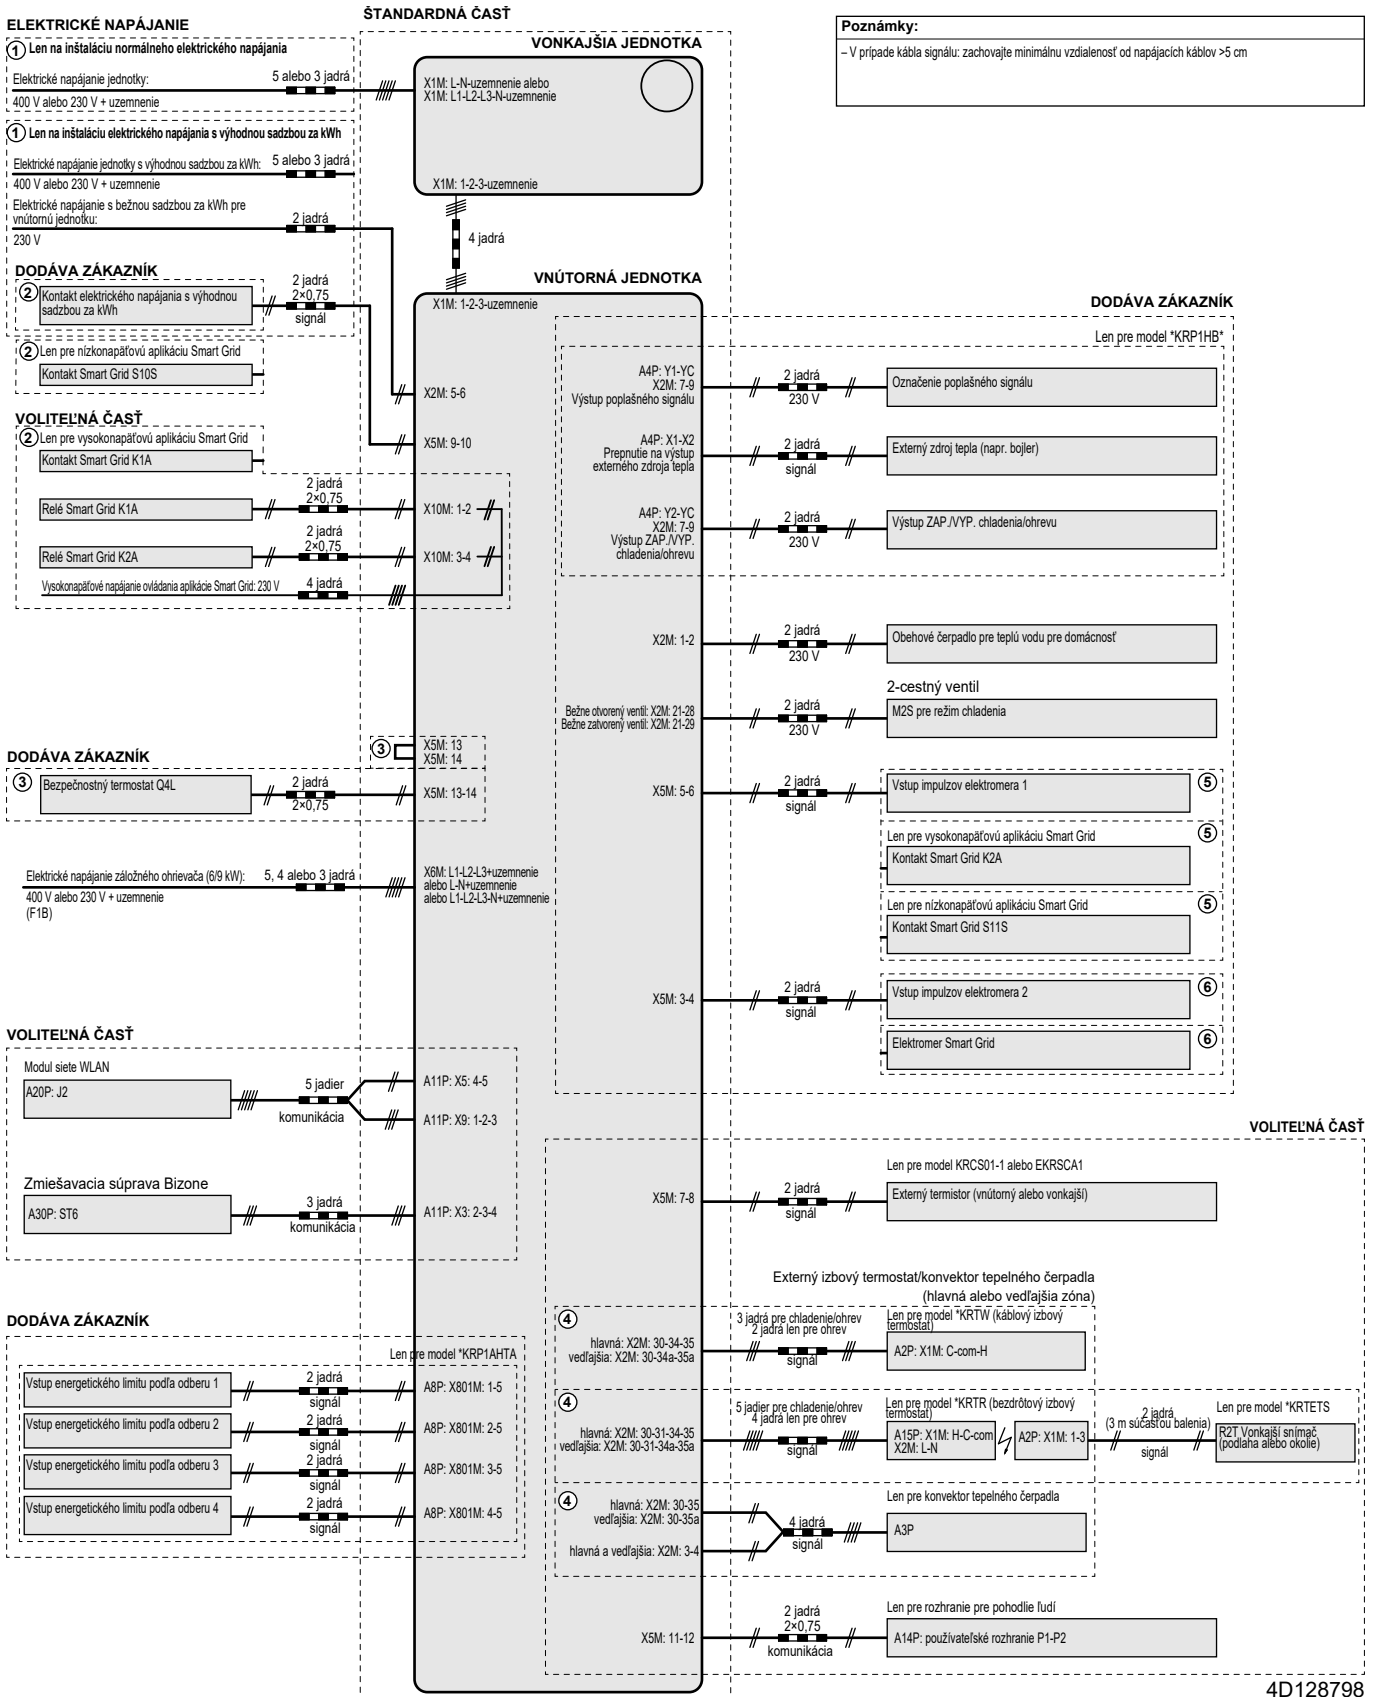 ELEKTRICKÉ NAPÁJANIE
① Len na inštaláciu normálneho elektrického napájania
Elektrické napájanie jednotky:
5 alebo 3 jadrá
400 V alebo 230 V + uzemnenie
① Len na inštaláciu elektrického napájania s výhodnou sadzbou za kWh
Elektrické napájanie jednotky s výhodnou sadzbou za kWh:
5 alebo 3 jadrá
400 V alebo 230 V + uzemnenie
Elektrické napájanie s bežnou sadzbou za kWh pre
vnútornú jednotku:
2 jadrá
230 V
DODÁVA ZÁKAZNÍK
② Kontakt elektrického napájania s výhodnou
sadzbou za kWh
2 jadrá
2×0,75
signál
② Len pre nízkonapäťovú aplikáciu Smart Grid
Kontakt Smart Grid S10S
VOLITEĽNÁ ČASŤ
② Len pre vysokonapäťovú aplikáciu Smart Grid
Kontakt Smart Grid K1A
Relé Smart Grid K1A
2 jadrá
2×0,75
Relé Smart Grid K2A
2 jadrá
2×0,75
Vysokonapäťové napájanie ovládania aplikácie Smart Grid: 230 V
4 jadrá
DODÁVA ZÁKAZNÍK
③ Bezpečnostný termostat Q4L
2 jadrá
2×0,75
Elektrické napájanie záložného ohrievača (6/9 kW):
5, 4 alebo 3 jadrá
400 V alebo 230 V + uzemnenie
(F1B)
VOLITEĽNÁ ČASŤ
Modul siete WLAN
A20P: J2
5 jadier
komunikácia
Zmiešavacia súprava Bizone
A30P: ST6
3 jadrá
komunikácia
DODÁVA ZÁKAZNÍK
Len pre model *KRP1AHTA
Vstup energetického limitu podľa odberu 1
2 jadrá
signál
Vstup energetického limitu podľa odberu 2
2 jadrá
signál
Vstup energetického limitu podľa odberu 3
2 jadrá
signál
Vstup energetického limitu podľa odberu 4
2 jadrá
signál
ŠTANDARDNÁ ČASŤ
VONKAJŠIA JEDNOTKA
X1M: L-N-uzemnenie alebo
X1M: L1-L2-L3-N-uzemnenie
X1M: 1-2-3-uzemnenie
4 jadrá
VNÚTORNÁ JEDNOTKA
X1M: 1-2-3-uzemnenie
X2M: 5-6
X5M: 9-10
X10M: 1-2
X10M: 3-4
③ X5M: 13
X5M: 14
X5M: 13-14
X6M: L1-L2-L3+uzemnenie
alebo L-N+uzemnenie
alebo L1-L2-L3-N+uzemnenie
A11P: X5: 4-5
A11P: X9: 1-2-3
A11P: X3: 2-3-4
A8P: X801M: 1-5
A8P: X801M: 2-5
A8P: X801M: 3-5
A8P: X801M: 4-5
Poznámky:
– V prípade kábla signálu: zachovajte minimálnu vzdialenosť od napájacích káblov >5 cm
DODÁVA ZÁKAZNÍK
Len pre model *KRP1HB*
A4P: Y1-YC
X2M: 7-9
Výstup poplašného signálu
2 jadrá
230 V
Označenie poplašného signálu
A4P: X1-X2
Prepnutie na výstup
externého zdroja tepla
2 jadrá
signál
Externý zdroj tepla (napr. bojler)
A4P: Y2-YC
X2M: 7-9
Výstup ZAP./VYP.
chladenia/ohrevu
2 jadrá
230 V
Výstup ZAP./VYP. chladenia/ohrevu
X2M: 1-2
2 jadrá
230 V
Obehové čerpadlo pre teplú vodu pre domácnosť
2-cestný ventil
Bežne otvorený ventil: X2M: 21-28
Bežne zatvorený ventil: X2M: 21-29
2 jadrá
230 V
M2S pre režim chladenia
X5M: 5-6
2 jadrá
signál
Vstup impulzov elektromera 1
⑤
Len pre vysokonapäťovú aplikáciu Smart Grid
⑤
Kontakt Smart Grid K2A
Len pre nízkonapäťovú aplikáciu Smart Grid
⑤
Kontakt Smart Grid S11S
X5M: 3-4
2 jadrá
signál
Vstup impulzov elektromera 2
⑥
Elektromer Smart Grid
⑥
VOLITEĽNÁ ČASŤ
Len pre model KRCS01-1 alebo EKRSCA1
X5M: 7-8
2 jadrá
signál
Externý termistor (vnútorný alebo vonkajší)
Externý izbový termostat/konvektor tepelného čerpadla
(hlavná alebo vedľajšia zóna)
④
hlavná: X2M: 30-34-35
vedľajšia: X2M: 30-34a-35a
3 jadrá pre chladenie/ohrev
2 jadrá len pre ohrev
signál
Len pre model *KRTW (káblový izbový
termostat)
A2P: X1M: C-com-H
④
hlavná: X2M: 30-31-34-35
vedľajšia: X2M: 30-31-34a-35a
5 jadier pre chladenie/ohrev
4 jadrá len pre ohrev
signál
Len pre model *KRTR (bezdrôtový izbový
termostat)
A15P: X1M: H-C-com
X2M: L-N
A2P: X1M: 1-3
2 jadrá
(3 m súčasťou balenia)
signál
Len pre model *KRTETS
R2T Vonkajší snímač
(podlaha alebo okolie)
④
hlavná: X2M: 30-35
vedľajšia: X2M: 30-35a
hlavná a vedľajšia: X2M: 3-4
4 jadrá
signál
Len pre konvektor tepelného čerpadla
A3P
Len pre rozhranie pre pohodlie ľudí
X5M: 11-12
2 jadrá
2×0,75
komunikácia
A14P: používateľské rozhranie P1-P2
4D128798